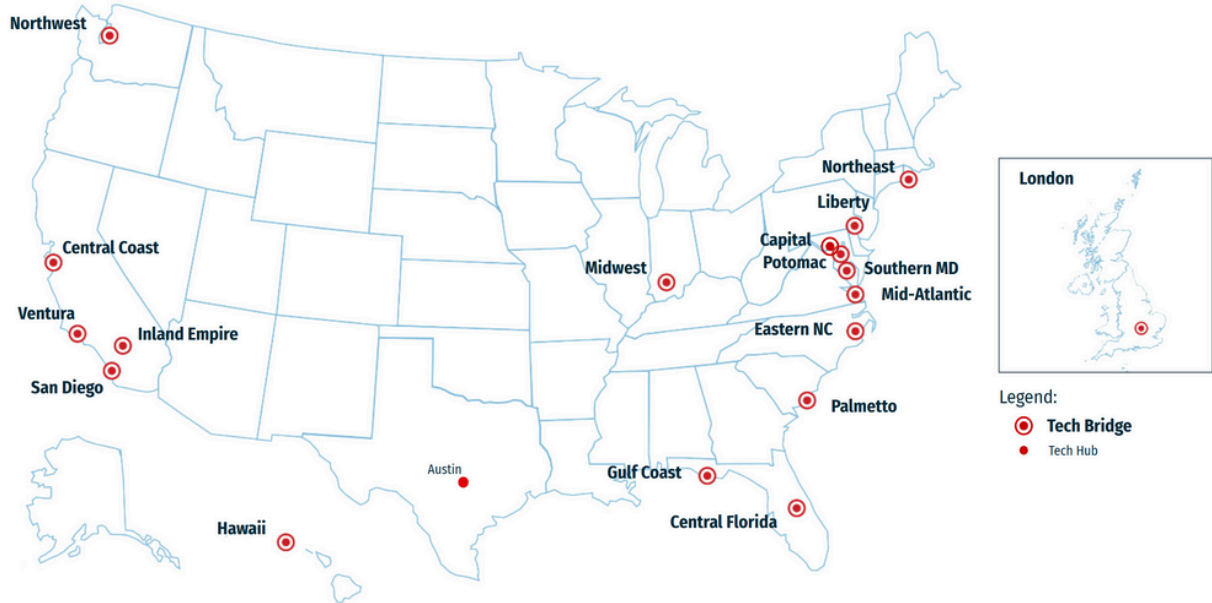 Northwest
Northeast
London
Liberty
Capital
Potomac
Central Coast
Midwest
Southern MD
Mid-Atlantic
Ventura
Inland Empire
Eastern NC
San Diego
Legend:
Palmetto
Tech Bridge
Tech Hub
Austin
Gulf Coast
Central Florida
Hawaii